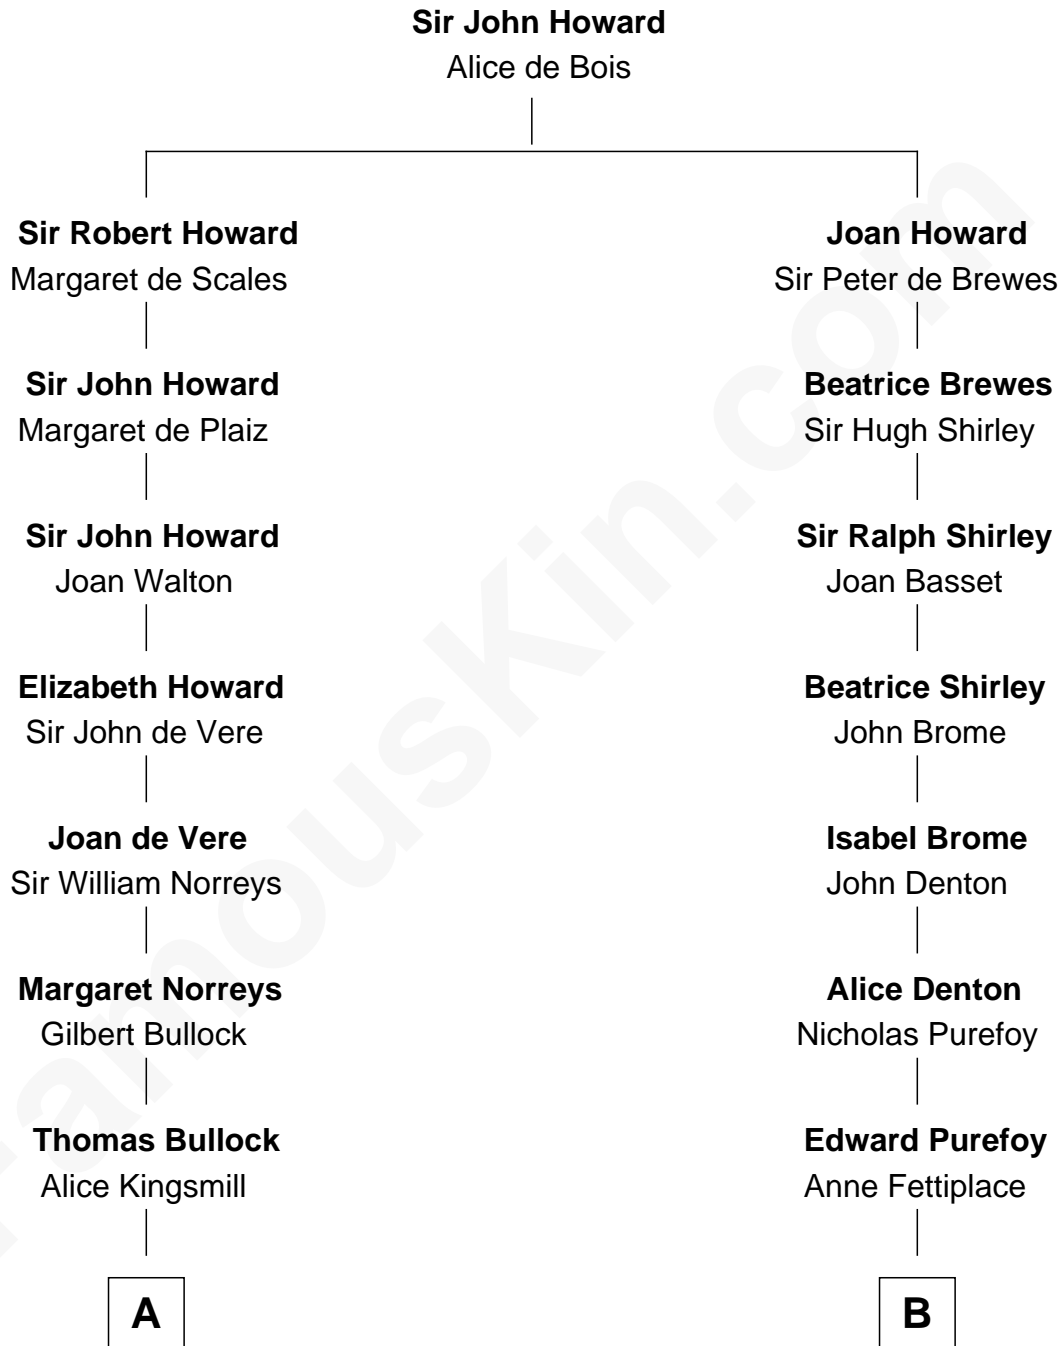 Sir John Howard
Alice de Bois
Sir Robert Howard
Margaret de Scales
Joan Howard
Sir Peter de Brewes
Sir John Howard
Margaret de Plaiz
Beatrice Brewes
Sir Hugh Shirley
Sir John Howard
Joan Walton
Sir Ralph Shirley
Joan Basset
Elizabeth Howard
Sir John de Vere
Beatrice Shirley
John Brome
Joan de Vere
Sir William Norreys
Isabel Brome
John Denton
Margaret Norreys
Gilbert Bullock
Alice Denton
Nicholas Purefoy
Thomas Bullock
Alice Kingsmill
Edward Purefoy
Anne Fettiplace
A
B
FamousKin.com